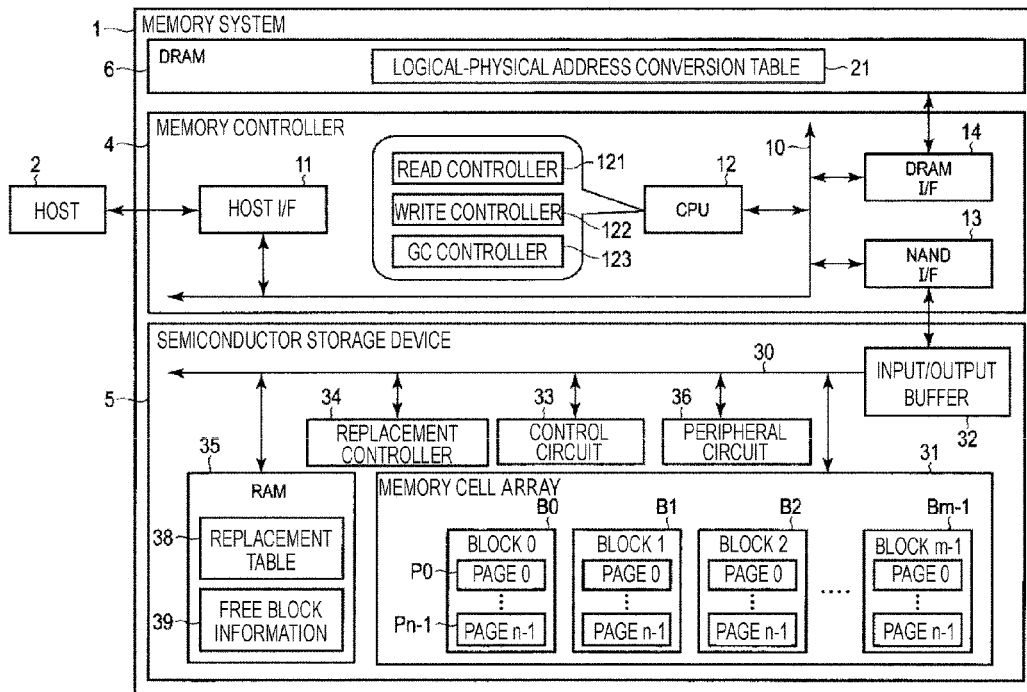 1
MEMORY SYSTEM
6
DRAM
LOGICAL-PHYSICAL ADDRESS CONVERSION TABLE
21
4
MEMORY CONTROLLER
2
HOST
11
HOST I/F
READ CONTROLLER
121
WRITE CONTROLLER
122
GC CONTROLLER
123
12
CPU
10
14
DRAM
I/F
13
NAND
I/F
5
SEMICONDUCTOR STORAGE DEVICE
30
INPUT/OUTPUT
BUFFER
32
34
REPLACEMENT
CONTROLLER
33
CONTROL
CIRCUIT
36
PERIPHERAL
CIRCUIT
35
RAM
38
REPLACEMENT
TABLE
39
FREE BLOCK
INFORMATION
31
MEMORY CELL ARRAY
B0
B1
B2
Bm-1
BLOCK 0
BLOCK 1
BLOCK 2
BLOCK m-1
P0
PAGE 0
PAGE 0
PAGE 0
PAGE 0
Pn-1
PAGE n-1
PAGE n-1
PAGE n-1
PAGE n-1